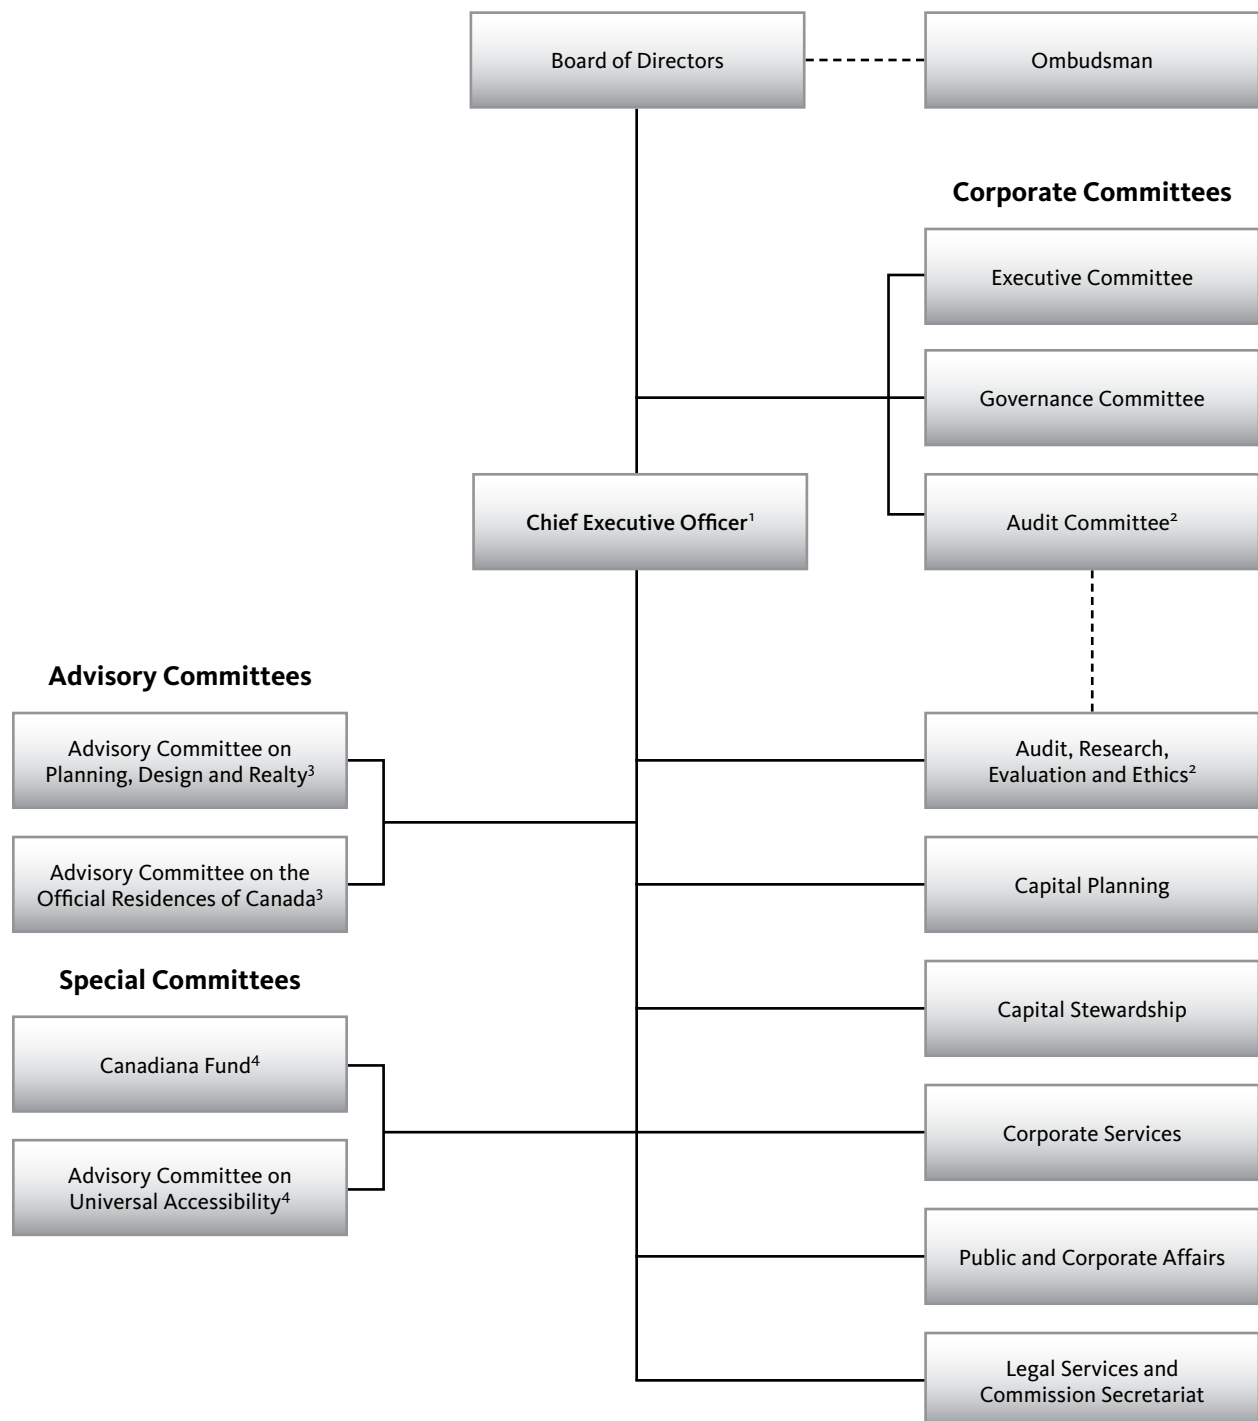 Board of Directors
Ombudsman
Corporate Committees
Executive Committee
Governance Committee
Chief Executive Officer¹
Audit Committee²
Advisory Committees
Advisory Committee on
Planning, Design and Realty³
Audit, Research,
Evaluation and Ethics²
Advisory Committee on the
Official Residences of Canada³
Capital Planning
Special Committees
Capital Stewardship
Canadiana Fund⁴
Corporate Services
Advisory Committee on
Universal Accessibility⁴
Public and Corporate Affairs
Legal Services and
Commission Secretariat